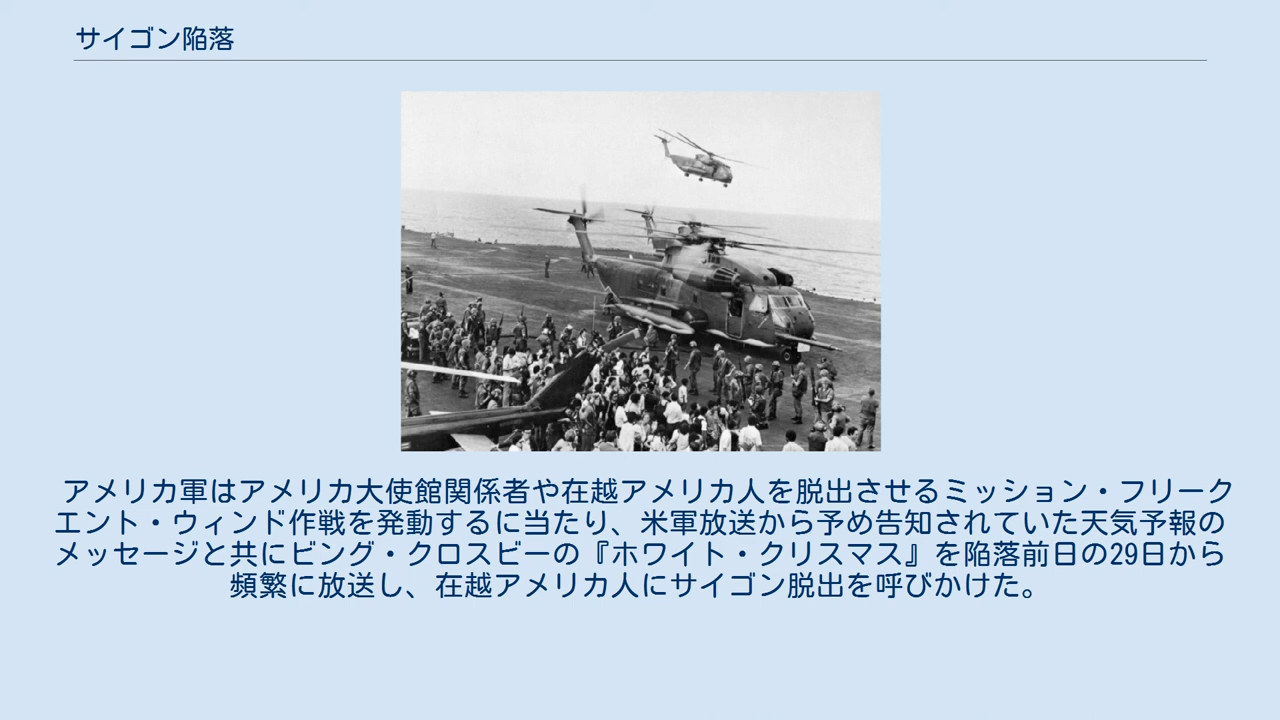 サイゴン陥落
アメリカ軍はアメリカ大使館関係者や在越アメリカ人を脱出させるミッション・フリーク
エント・ウィンド作戦を発動するに当たり、米軍放送から予め告知されていた天気予報の
メッセージと共にビング・クロスビーの『ホワイト・クリスマス』を陥落前日の29日から
頻繁に放送し、在越アメリカ人にサイゴン脱出を呼びかけた。